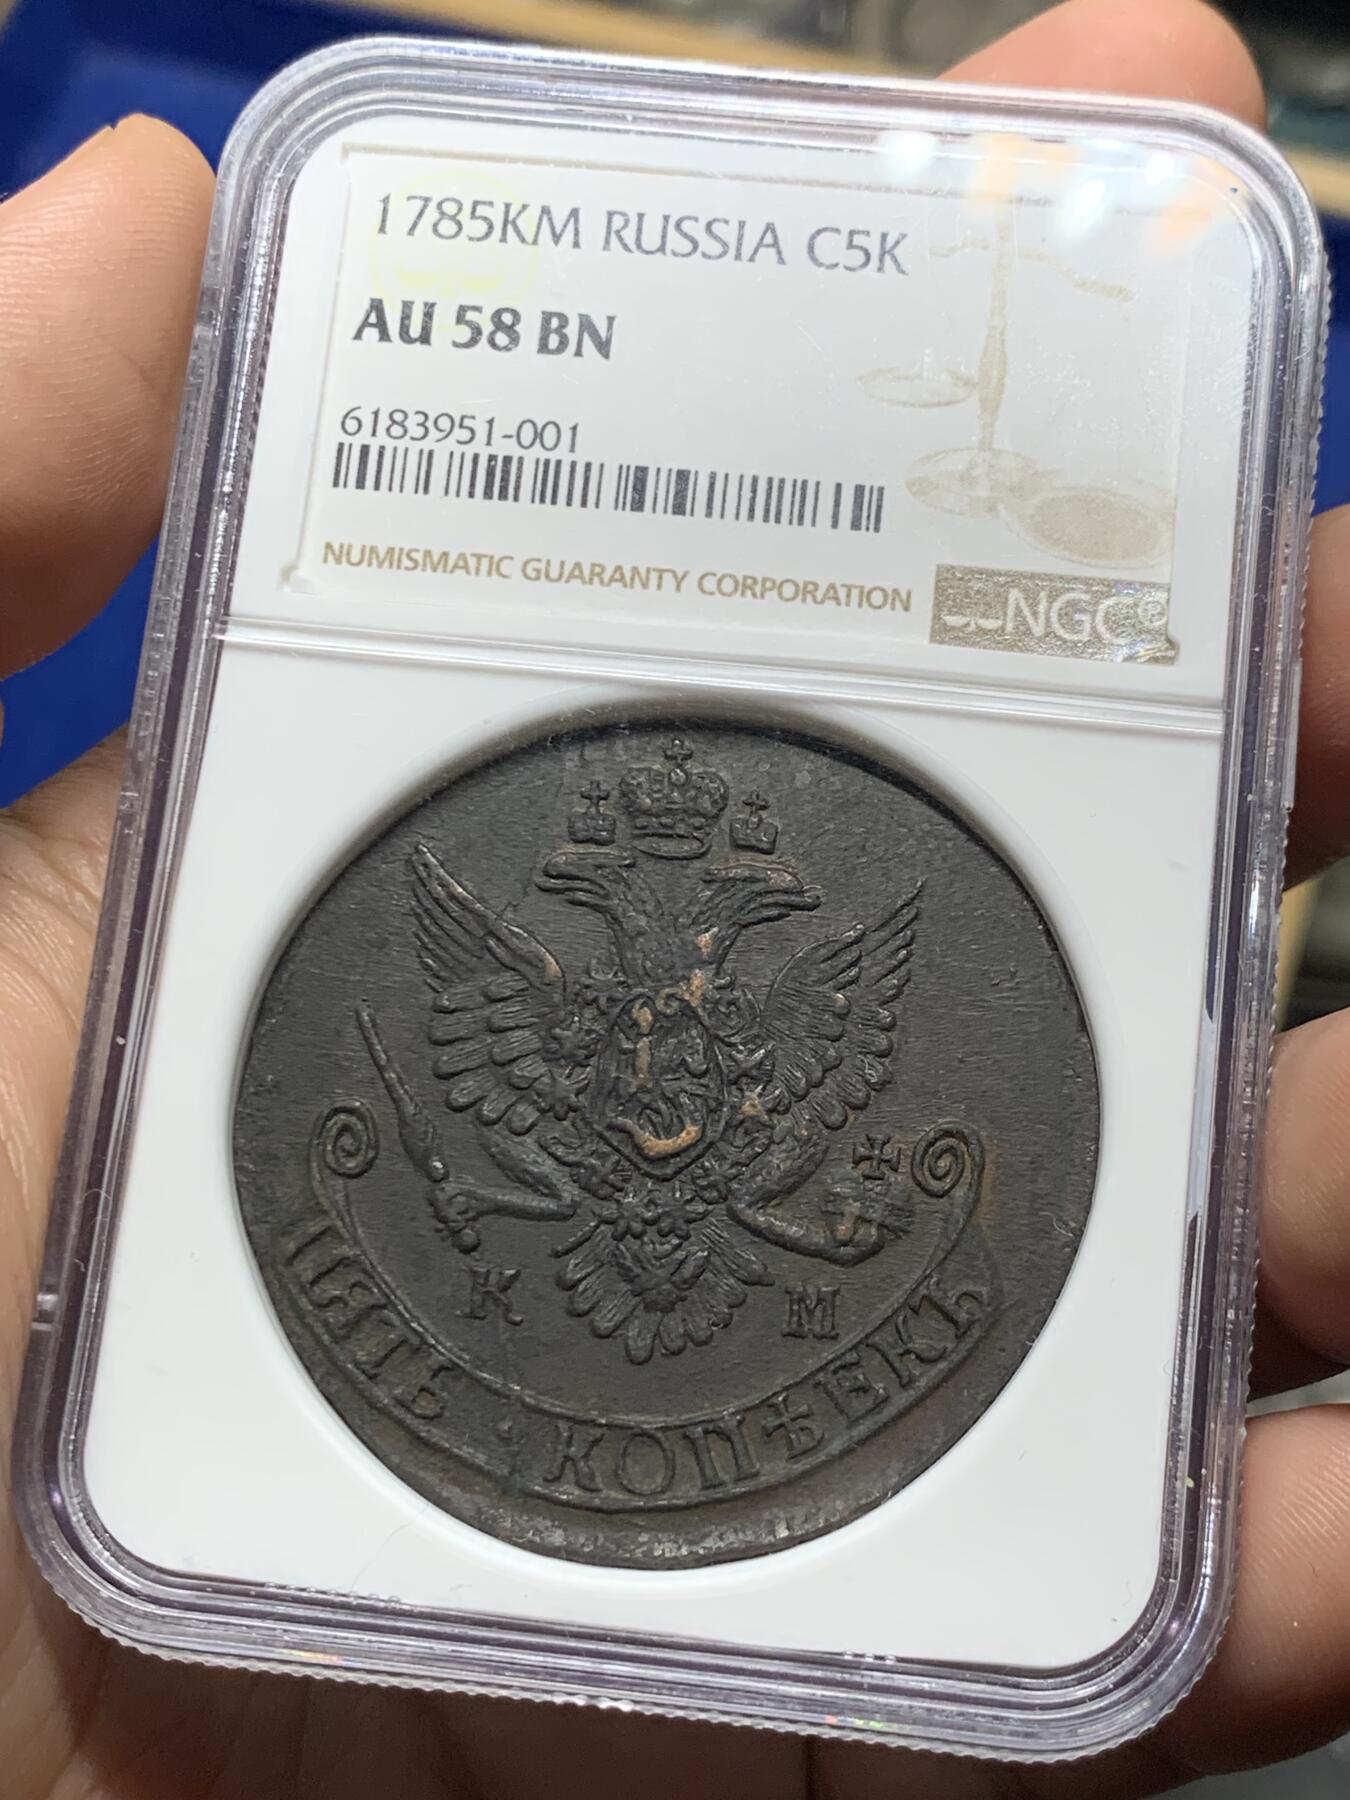 1785KM RUSSIA C5K
AU 58 BN
6183951-001
NUMISMATIC GUARANTY CORPORATION
NGC®
К М
ПЯТЬ · КОПѢЕКЪ